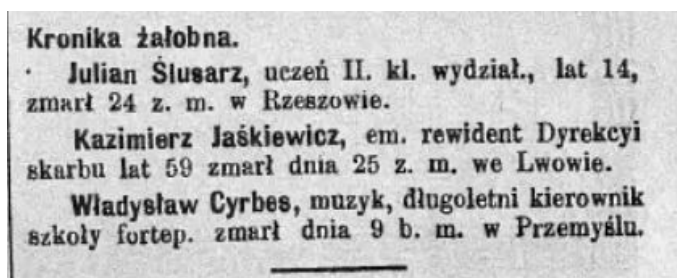 Kronika żałobna.
Julian Ślusarz, uczeń II. kl. wydział., lat 14,
zmarł 24 z. m. w Rzeszowie.
Kazimierz Jaśkiewicz, em. rewident Dyrekcyi
skarbu lat 59 zmarł dnia 25 z. m. we Lwowie.
Władysław Cyrbes, muzyk, długoletni kierownik
szkoły fortep. zmarł dnia 9 b. m. w Przemyślu.